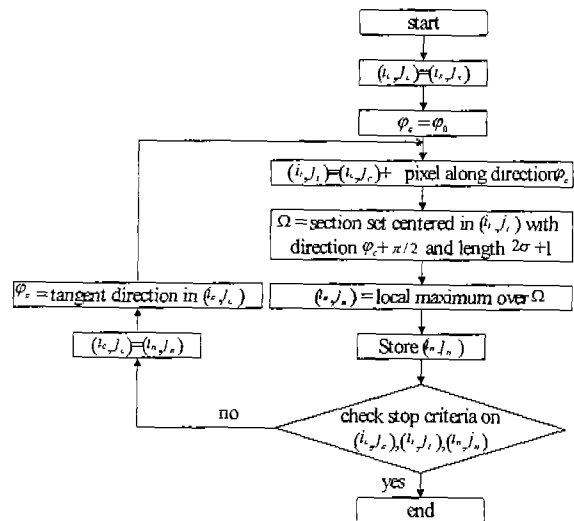 start
(i_c, j_c)=(i_s, j_s)
φ_c = φ_0
(i_t, j_t)=(i_c, j_c)+ pixel along direction φ_c
Ω = section set centered in (i_t, j_t) with
direction φ_c + π/2 and length 2σ+1
φ_c = tangent direction in (i_c, j_c)
(i_n, j_n) = local maximum over Ω
(i_c, j_c)=(i_n, j_n)
Store (i_n, j_n)
no
check stop criteria on
(i_c, j_c),(i_t, j_t),(i_n, j_n)
yes
end